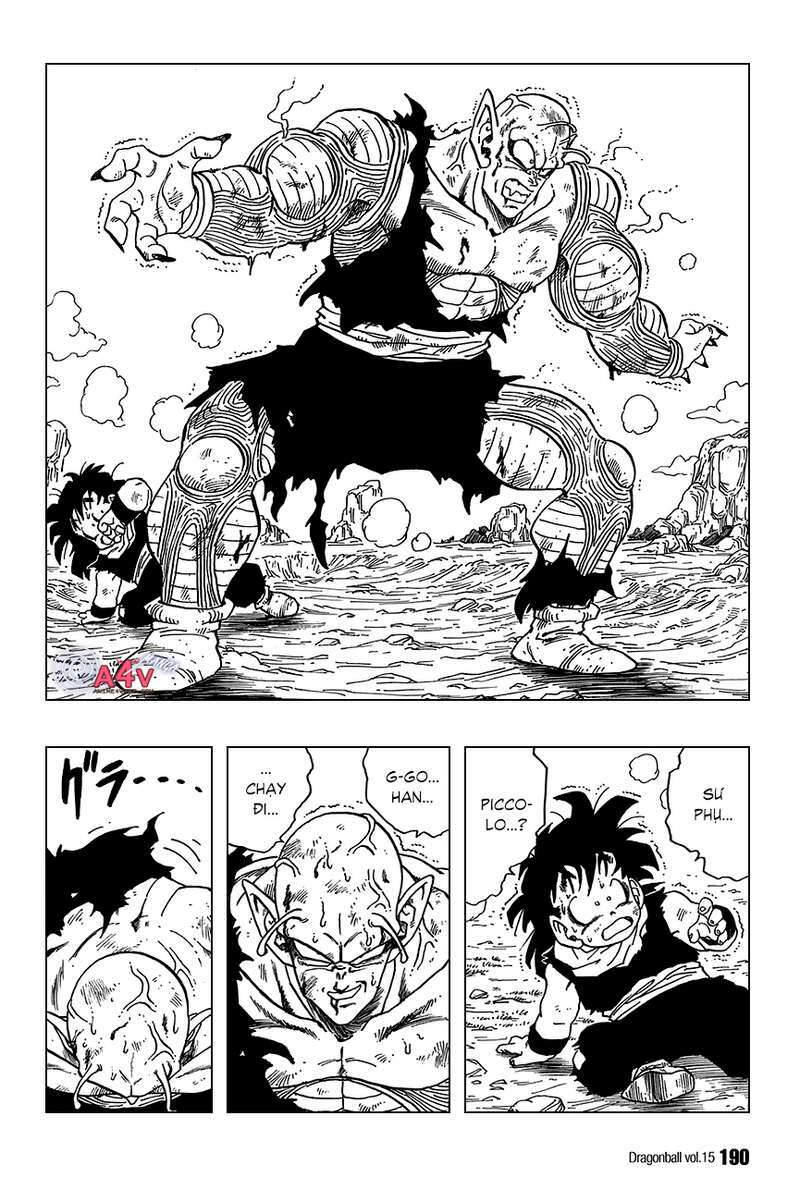 A4V
SƯ
PHỤ...
PICCO-
LO...?
G-GO...
HAN...
...
CHẠY
ĐI...
グラ・・・・
Dragonball vol.15 190